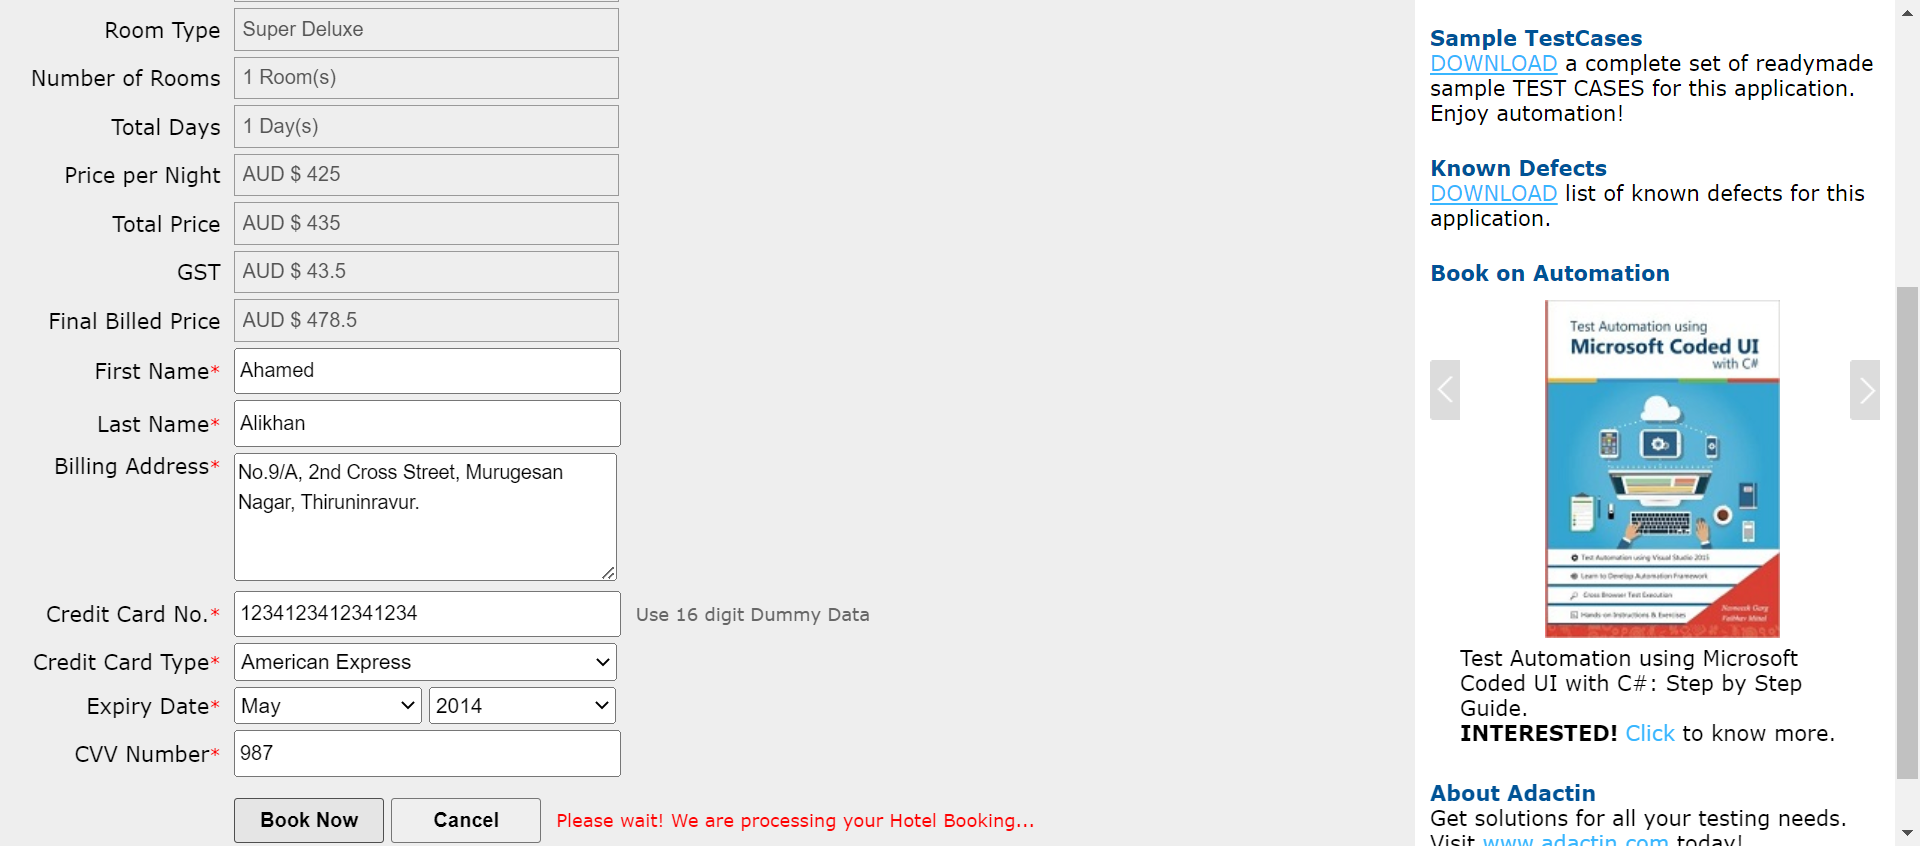 Room Type Super Deluxe
Number of Rooms 1 Room(s)
Total Days 1 Day(s)
Price per Night AUD $ 425
Total Price AUD $ 435
GST AUD $ 43.5
Final Billed Price AUD $ 478.5
First Name* Ahamed
Last Name* Alikhan
Billing Address* No.9/A, 2nd Cross Street, Murugesan
Nagar, Thiruninravur.
Credit Card No.* 1234123412341234 Use 16 digit Dummy Data
Credit Card Type* American Express
Expiry Date* May 2014
CVV Number* 987
Book Now Cancel Please wait! We are processing your Hotel Booking...
Sample TestCases
DOWNLOAD a complete set of readymade
sample TEST CASES for this application.
Enjoy automation!
Known Defects
DOWNLOAD list of known defects for this
application.
Book on Automation
Test Automation using
Microsoft Coded UI
with C#
Test Automation using Visual Studio 2015
Learn to Develop Automation Framework
Cross Browser Test Execution
Hands-on Instructions & Exercises
Navneesh Garg
Vaibhav Mittal
Test Automation using Microsoft
Coded UI with C#: Step by Step
Guide.
INTERESTED! Click to know more.
About Adactin
Get solutions for all your testing needs.
Visit www.adactin.com today!